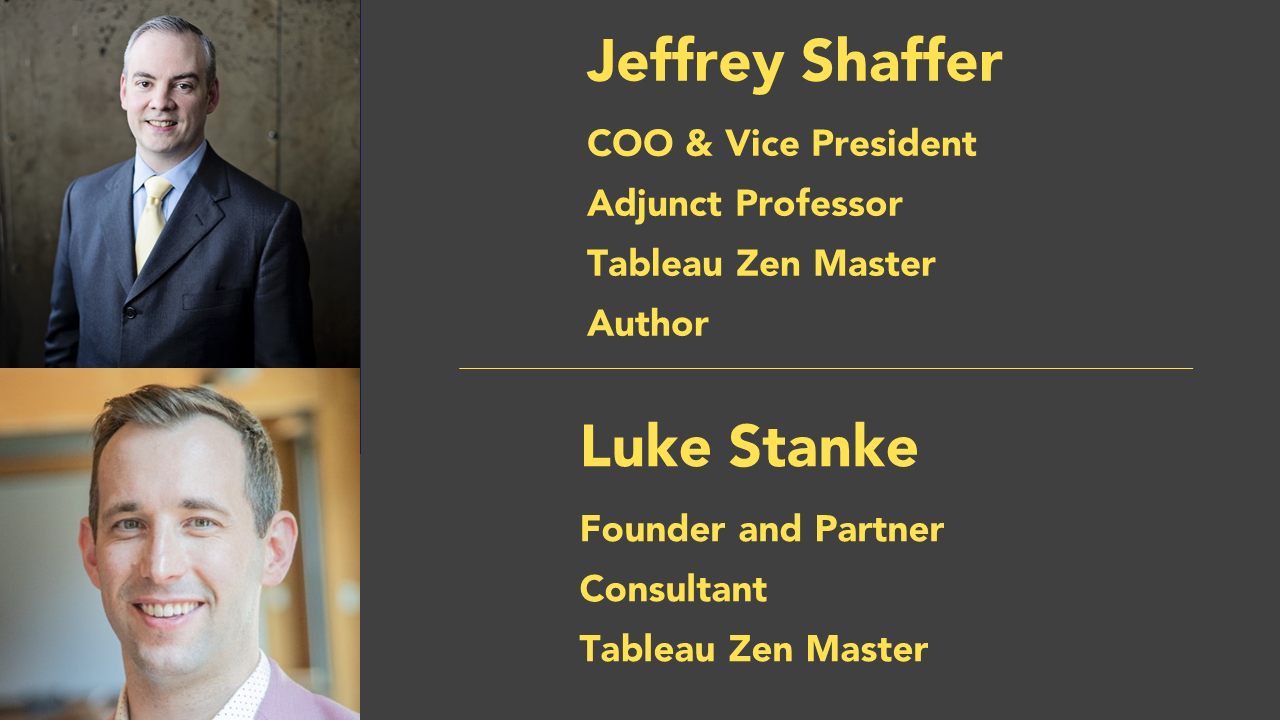 Jeffrey Shaffer
COO & Vice President
Adjunct Professor
Tableau Zen Master
Author
Luke Stanke
Founder and Partner
Consultant
Tableau Zen Master